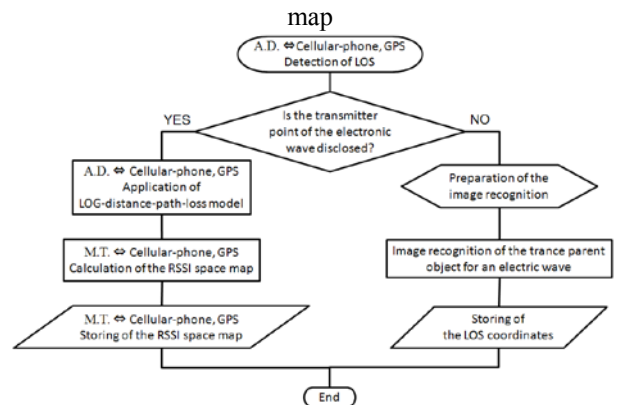 map
A.D. ⇔ Cellular-phone, GPS
Detection of LOS
Is the transmitter
point of the electronic
wave disclosed?
YES
NO
A.D. ⇔ Cellular-phone, GPS
Application of
LOG-distance-path-loss model
Preparation of the
image recognition
M.T. ⇔ Cellular-phone, GPS
Calculation of the RSSI space map
Image recognition of the trance parent
object for an electric wave
M.T. ⇔ Cellular-phone, GPS
Storing of the RSSI space map
Storing of
the LOS coordinates
End